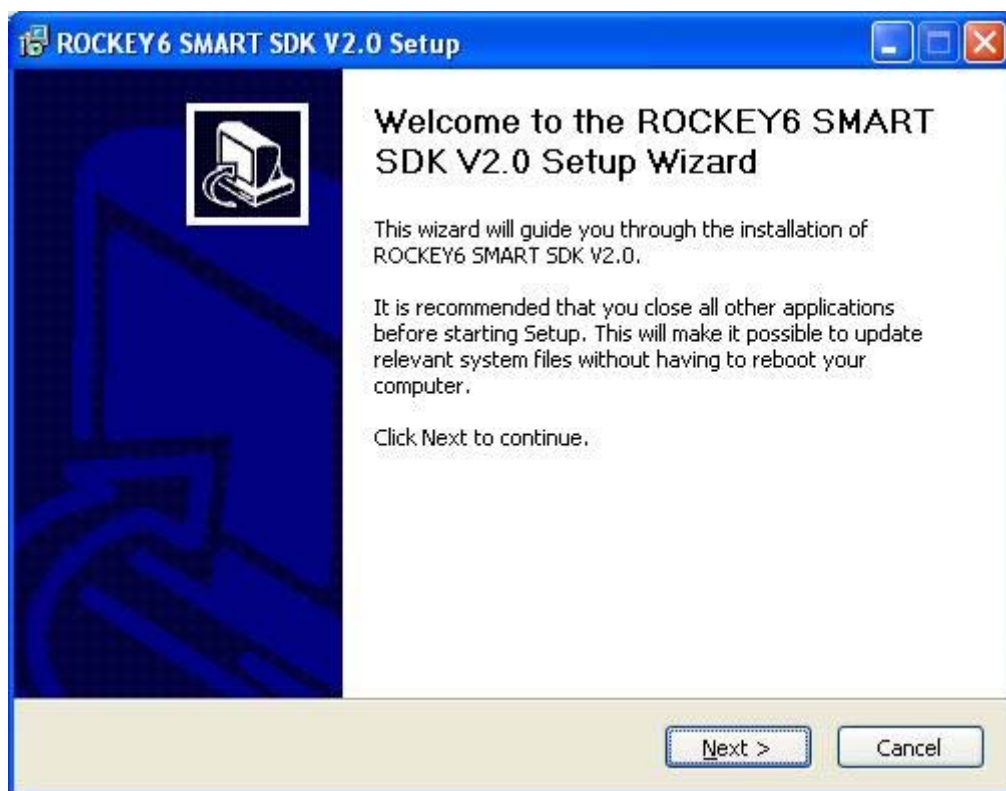 ROCKEY6 SMART SDK V2.0 Setup
Welcome to the ROCKEY6 SMART
SDK V2.0 Setup Wizard
This wizard will guide you through the installation of
ROCKEY6 SMART SDK V2.0.
It is recommended that you close all other applications
before starting Setup. This will make it possible to update
relevant system files without having to reboot your
computer.
Click Next to continue.
Next >
Cancel